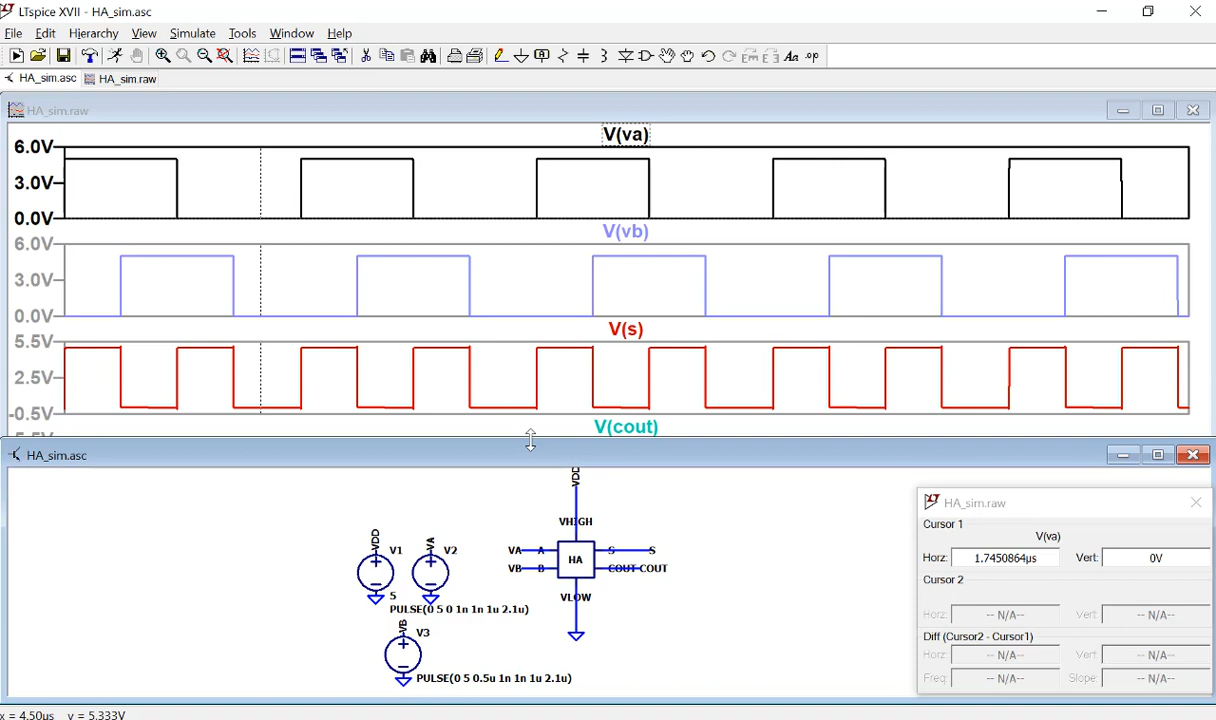 LTspice XVII - HA_sim.asc
File Edit Hierarchy View Simulate Tools Window Help
HA_sim.asc HA_sim.raw
HA_sim.raw
V(va)
6.0V
3.0V
0.0V
V(vb)
6.0V
3.0V
0.0V
V(s)
5.5V
2.5V
-0.5V
V(cout)
HA_sim.asc
VDD
VHIGH
VDD V1 VA V2 VA A HA S S
VB B COUT COUT
5 VLOW
PULSE(0 5 0 1n 1n 1u 2.1u)
VB V3
PULSE(0 5 0.5u 1n 1n 1u 2.1u)
HA_sim.raw
Cursor 1
V(va)
Horz: 1.7450864µs Vert: 0V
Cursor 2
Horz: -- N/A-- Vert: -- N/A--
Diff (Cursor2 - Cursor1)
Horz: -- N/A-- Vert: -- N/A--
Freq: -- N/A-- Slope: -- N/A--
x = 4.50µs y = 5.333V